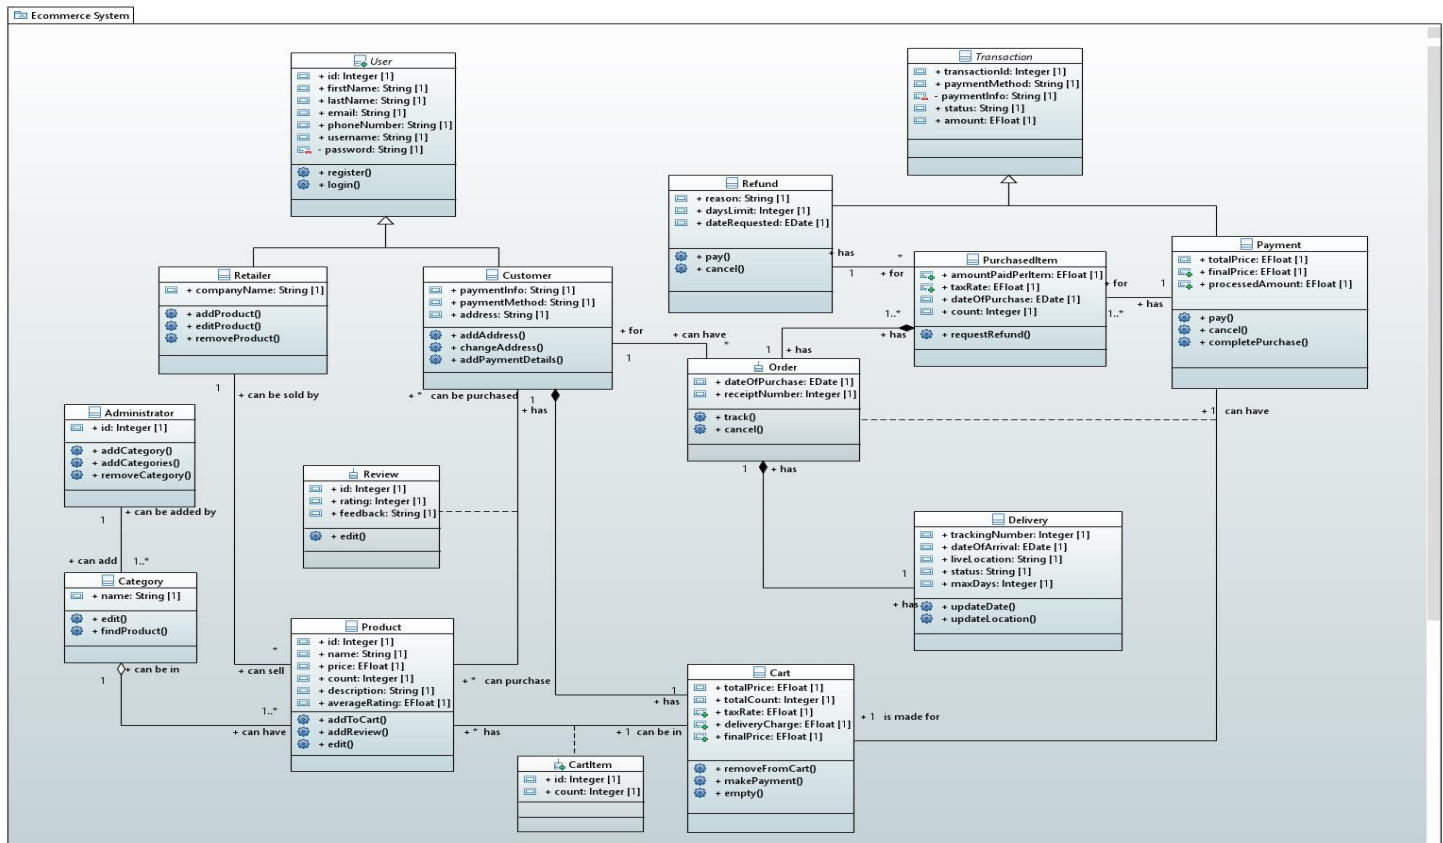 Ecommerce System
User
+ id: Integer [1]
+ firstName: String [1]
+ lastName: String [1]
+ email: String [1]
+ phoneNumber: String [1]
+ username: String [1]
- password: String [1]
+ register()
+ login()
Transaction
+ transactionId: Integer [1]
+ paymentMethod: String [1]
- paymentInfo: String [1]
+ status: String [1]
+ amount: EFloat [1]
Refund
+ reason: String [1]
+ daysLimit: Integer [1]
+ dateRequested: EDate [1]
+ pay()
+ cancel()
+ has
*
1
+ for
PurchasedItem
+ amountPaidPerItem: EFloat [1]
+ taxRate: EFloat [1]
+ dateOfPurchase: EDate [1]
+ count: Integer [1]
+ requestRefund()
+ for
1
1..*
+ has
Payment
+ totalPrice: EFloat [1]
+ finalPrice: EFloat [1]
+ processedAmount: EFloat [1]
+ pay()
+ cancel()
+ completePurchase()
Retailer
+ companyName: String [1]
+ addProduct()
+ editProduct()
+ removeProduct()
Customer
+ paymentInfo: String [1]
+ paymentMethod: String [1]
+ address: String [1]
+ addAddress()
+ changeAddress()
+ addPaymentDetails()
+ for
+ can have
1
*
1..*
+ has
1
+ has
Order
+ dateOfPurchase: EDate [1]
+ receiptNumber: Integer [1]
+ track()
+ cancel()
1
+ can be sold by
+ * can be purchased
1
+ has
+ 1 can have
Administrator
+ id: Integer [1]
+ addCategory()
+ addCategories()
+ removeCategory()
1
+ can be added by
+ can add
1..*
Review
+ id: Integer [1]
+ rating: Integer [1]
+ feedback: String [1]
+ edit()
1
+ has
Delivery
+ trackingNumber: Integer [1]
+ dateOfArrival: EDate [1]
+ liveLocation: String [1]
+ status: String [1]
+ maxDays: Integer [1]
+ updateDate()
+ updateLocation()
1
+ has
Category
+ name: String [1]
+ edit()
+ findProduct()
+ can be in
1
*
+ can sell
1..*
+ can have
Product
+ id: Integer [1]
+ name: String [1]
+ price: EFloat [1]
+ count: Integer [1]
+ description: String [1]
+ averageRating: EFloat [1]
+ addToCart()
+ addReview()
+ edit()
+ * can purchase
1
+ has
+ * has
+ 1 can be in
Cart
+ totalPrice: EFloat [1]
+ totalCount: Integer [1]
+ taxRate: EFloat [1]
+ deliveryCharge: EFloat [1]
+ finalPrice: EFloat [1]
+ removeFromCart()
+ makePayment()
+ empty()
+ 1 is made for
CartItem
+ id: Integer [1]
+ count: Integer [1]